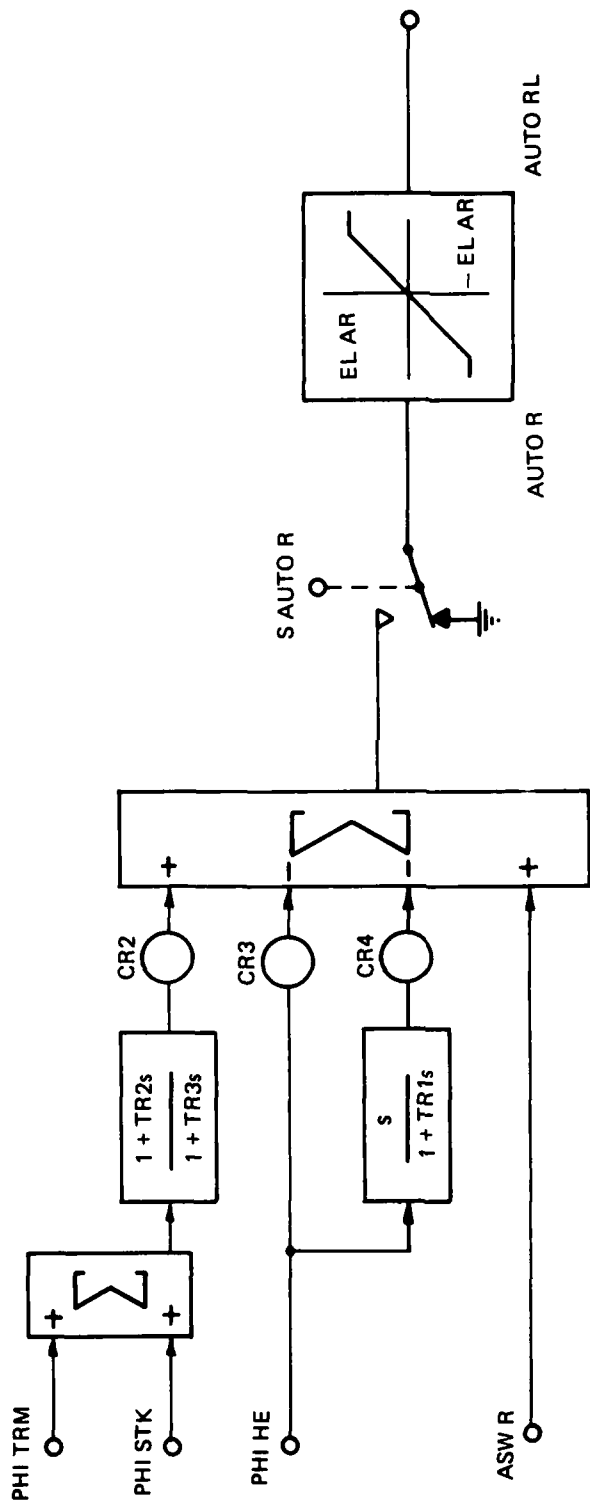 PHI TRM
PHI STK
PHI HE
ASW R
+
+
Σ
1 + TR2s
1 + TR3s
s
1 + TR1s
CR2
CR3
CR4
+
–
–
+
Σ
S AUTO R
AUTO R
EL AR
– EL AR
AUTO RL